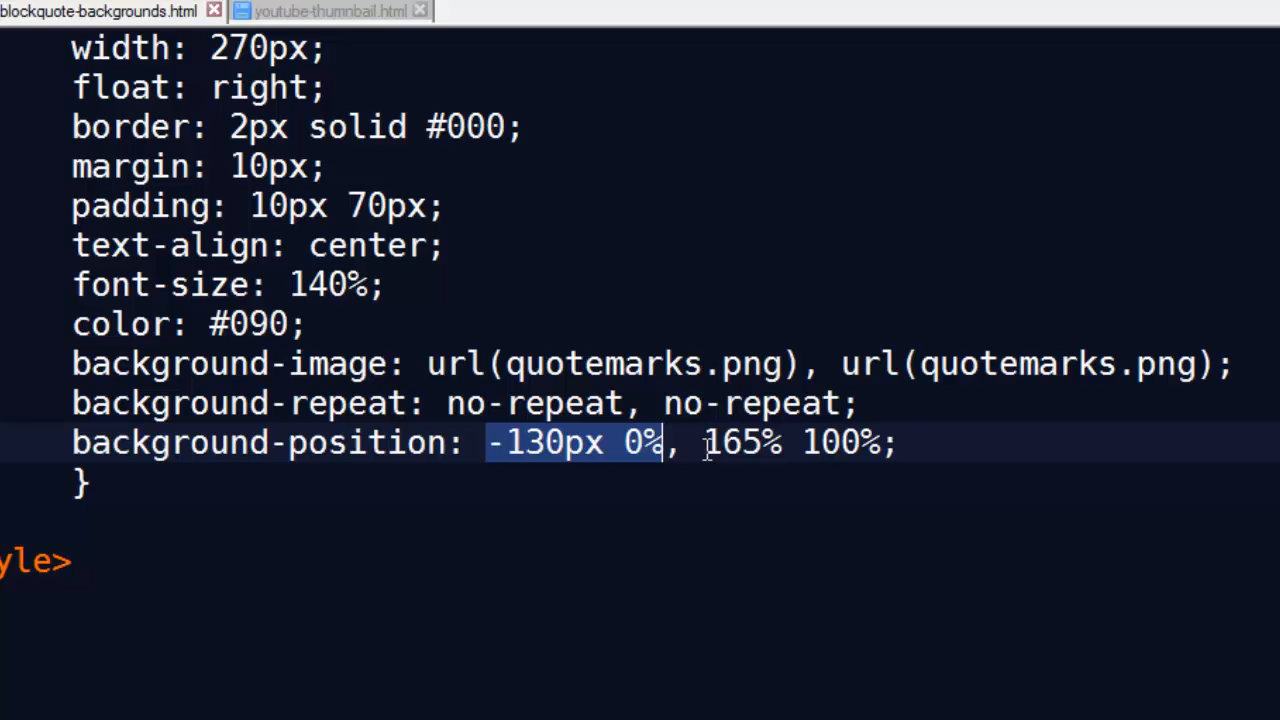 blockquote-backgrounds.html youtube-thumnbail.html
width: 270px;
float: right;
border: 2px solid #000;
margin: 10px;
padding: 10px 70px;
text-align: center;
font-size: 140%;
color: #090;
background-image: url(quotemarks.png), url(quotemarks.png);
background-repeat: no-repeat, no-repeat;
background-position: -130px 0%, 165% 100%;
}
yle>